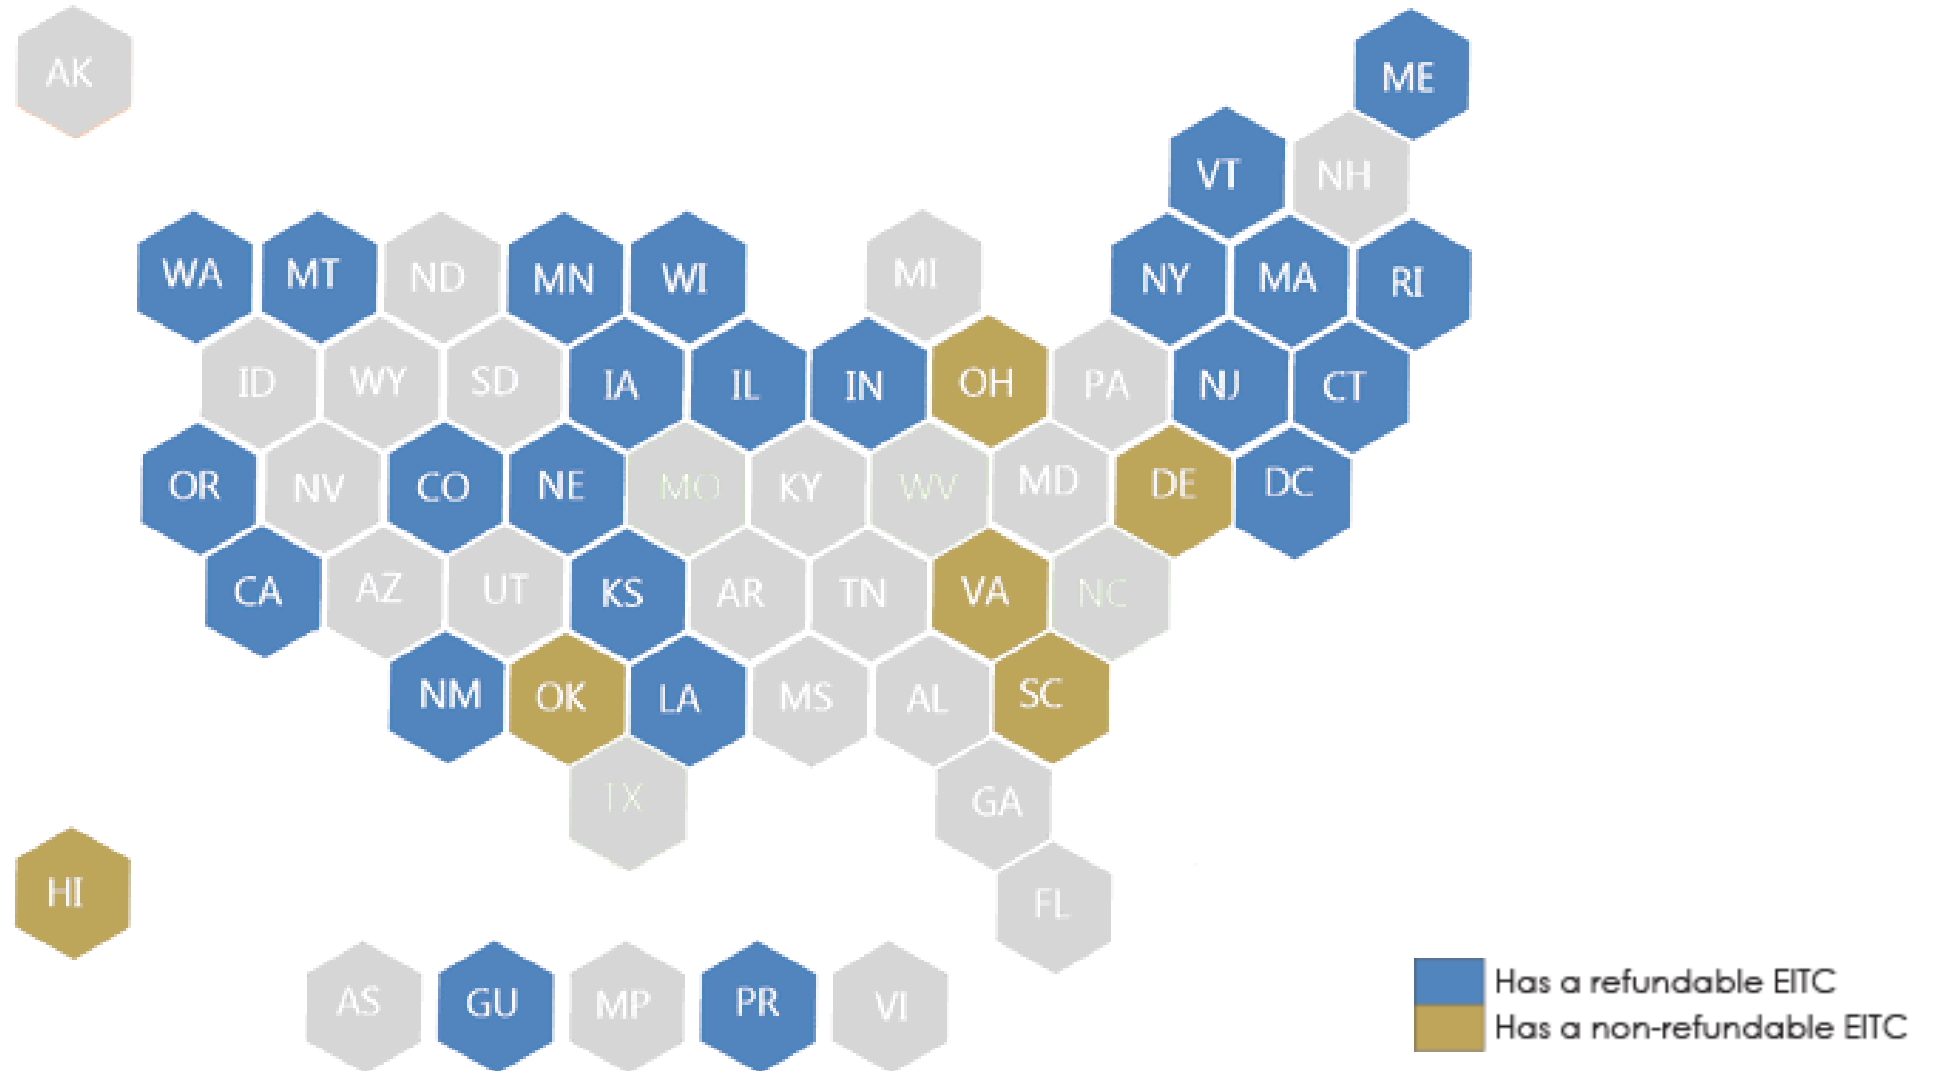 AK
ME
VT NH
WA MT ND MN WI MI NY MA RI
ID WY SD IA IL IN OH PA NJ CT
OR NV CO NE MO KY WV MD DE DC
CA AZ UT KS AR TN VA NC
NM OK LA MS AL SC
TX GA
HI FL
AS GU MP PR VI
Has a refundable EITC
Has a non-refundable EITC